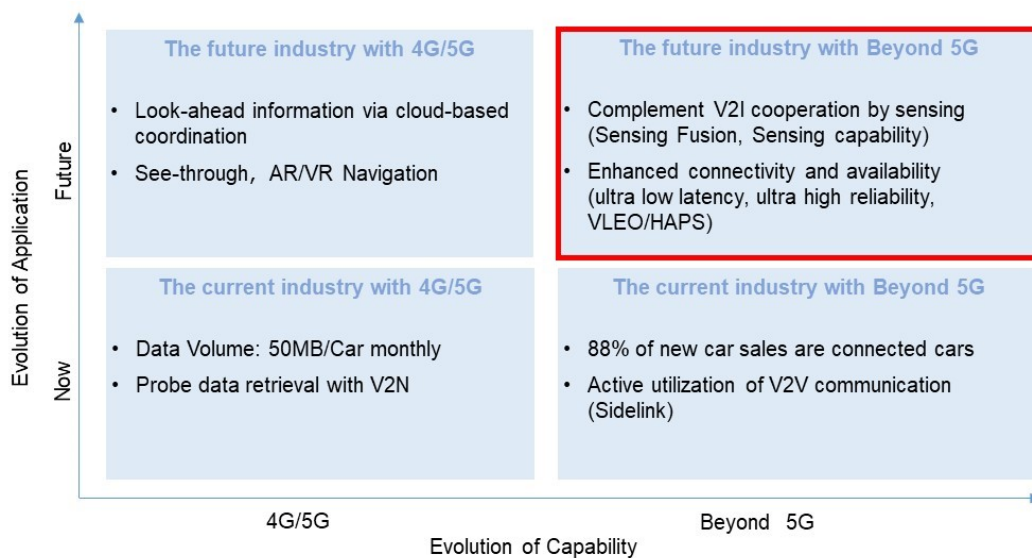 The future industry with 4G/5G
• Look-ahead information via cloud-based
coordination
• See-through, AR/VR Navigation
The future industry with Beyond 5G
• Complement V2I cooperation by sensing
(Sensing Fusion, Sensing capability)
• Enhanced connectivity and availability
(ultra low latency, ultra high reliability,
VLEO/HAPS)
The current industry with 4G/5G
• Data Volume: 50MB/Car monthly
• Probe data retrieval with V2N
The current industry with Beyond 5G
• 88% of new car sales are connected cars
• Active utilization of V2V communication
(Sidelink)
Evolution of Application
Future
Now
4G/5G
Beyond 5G
Evolution of Capability